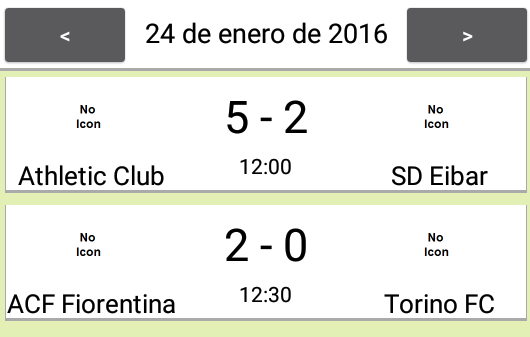 < 24 de enero de 2016 >
No Icon 5 - 2 No Icon
Athletic Club 12:00 SD Eibar
No Icon 2 - 0 No Icon
ACF Fiorentina 12:30 Torino FC